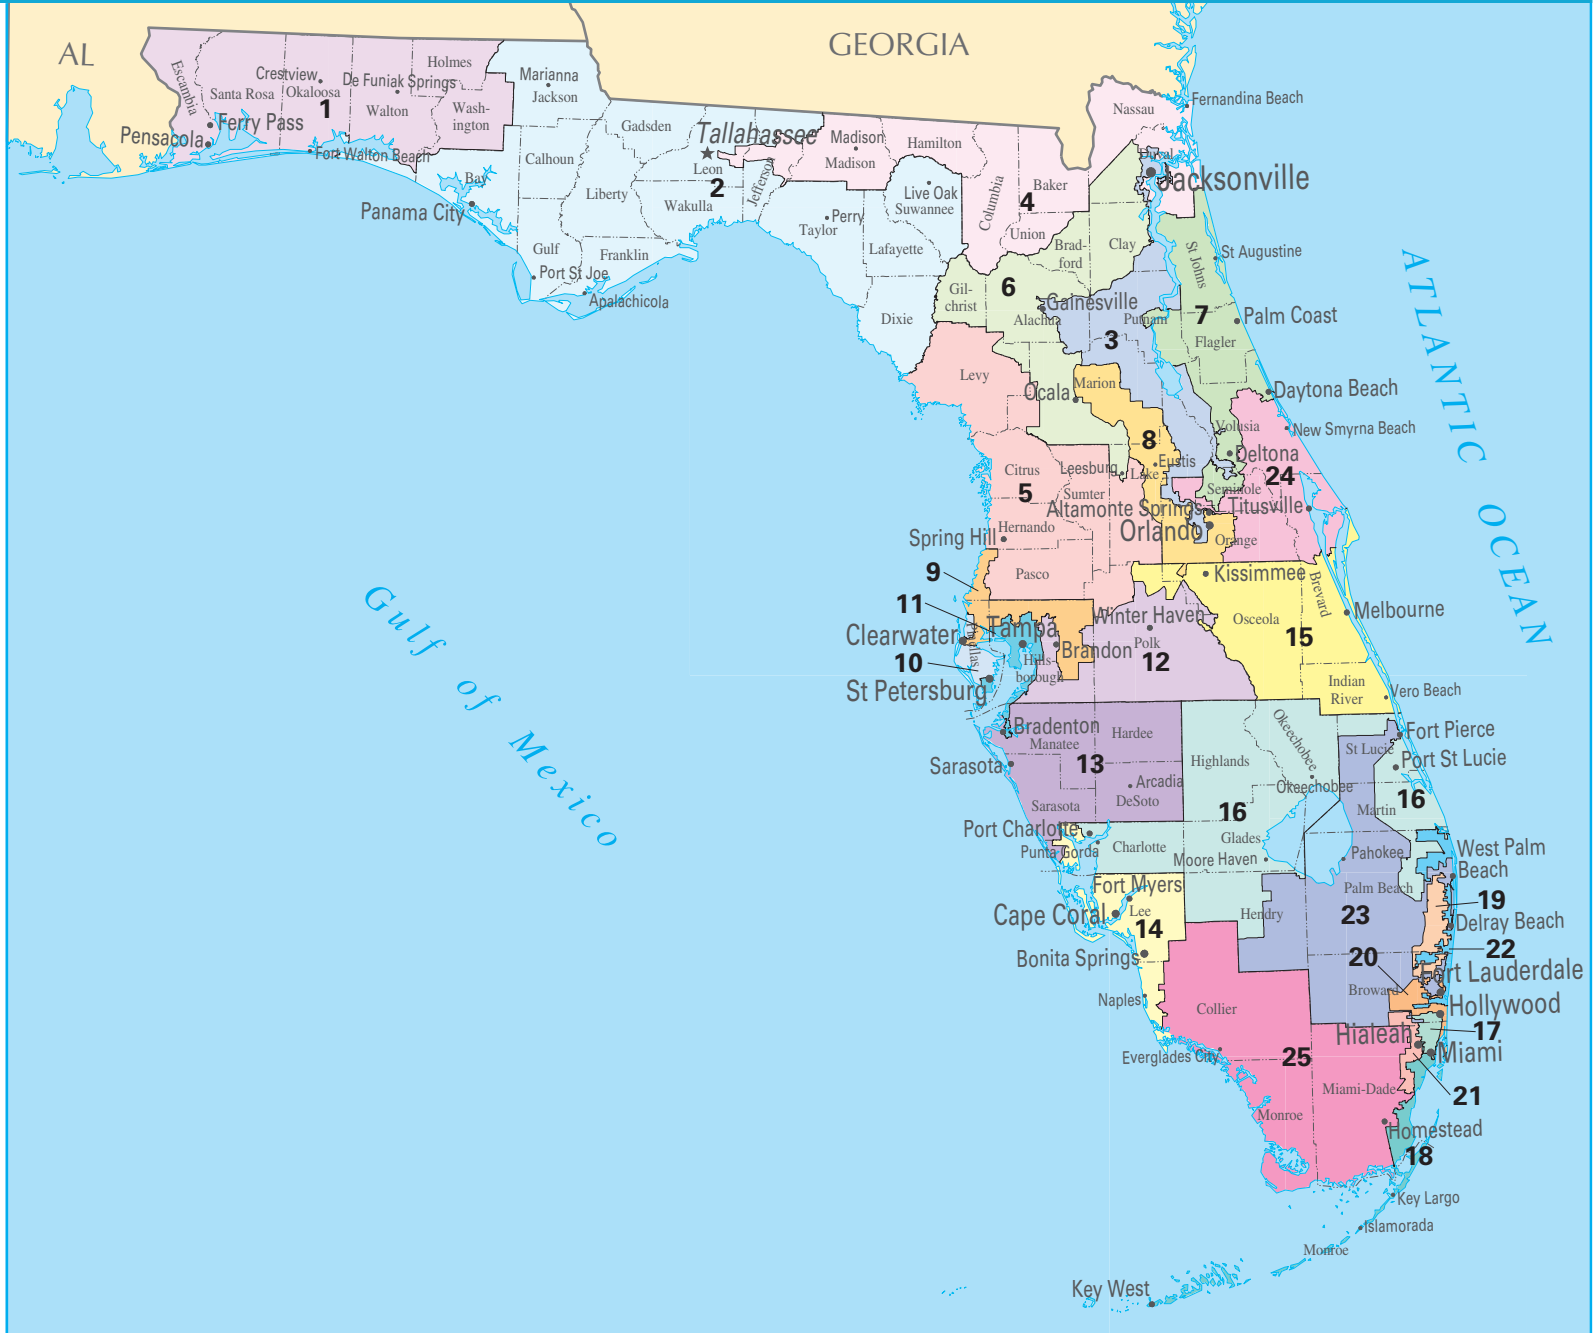 AL
GEORGIA
Escambia
Santa Rosa
Crestview
Okaloosa
1
De Funiak Springs
Walton
Holmes
Wash-
ington
Pensacola
Ferry Pass
Fort Walton Beach
Marianna
Jackson
Bay
Panama City
Calhoun
Gadsden
Liberty
Gulf
Franklin
Port St Joe
Apalachicola
Tallahassee
Leon
2
Wakulla
Jefferson
Madison
Madison
Hamilton
Perry
Taylor
Live Oak
Suwannee
Lafayette
Dixie
Columbia
4
Baker
Union
Nassau
Fernandina Beach
Duval
Jacksonville
Brad-
ford
Clay
St Johns
St Augustine
Gil-
christ
6
Alachua
Gainesville
Putnam
3
7
Flagler
Palm Coast
Levy
Ocala
Marion
Daytona Beach
Volusia
New Smyrna Beach
8
Deltona
24
Citrus
5
Sumter
Leesburg
Lake
Eustis
Seminole
Altamonte Springs
Titusville
Hernando
Spring Hill
Orlando
Orange
Pasco
9
11
Kissimmee
Brevard
Melbourne
Osceola
15
Clearwater
Pinellas
Tampa
Winter Haven
Polk
12
Brandon
Hills-
borough
10
St Petersburg
Indian
River
Vero Beach
Bradenton
Manatee
Hardee
13
Sarasota
Sarasota
Arcadia
DeSoto
Highlands
Okeechobee
Okeechobee
St Lucie
Fort Pierce
Port St Lucie
16
Martin
16
Port Charlotte
Punta Gorda
Charlotte
Glades
Moore Haven
Pahokee
Palm Beach
West Palm
Beach
Fort Myers
Cape Coral
Lee
14
Hendry
23
19
Delray Beach
22
20
Bonita Springs
Fort Lauderdale
Broward
Hollywood
Naples
Collier
Hialeah
17
Miami
Everglades City
25
Miami-Dade
21
Monroe
Homestead
18
Key Largo
Islamorada
Monroe
Key West
Gulf of Mexico
ATLANTIC OCEAN